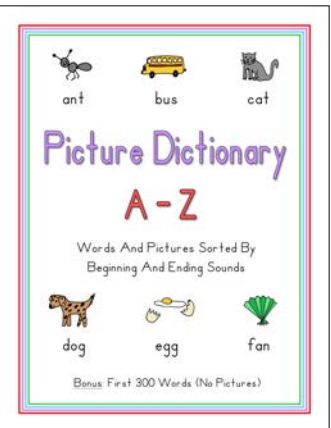 ant bus cat
Picture Dictionary
A-Z
Words And Pictures Sorted By
Beginning And Ending Sounds
dog egg fan
Bonus: First 300 Words (No Pictures)